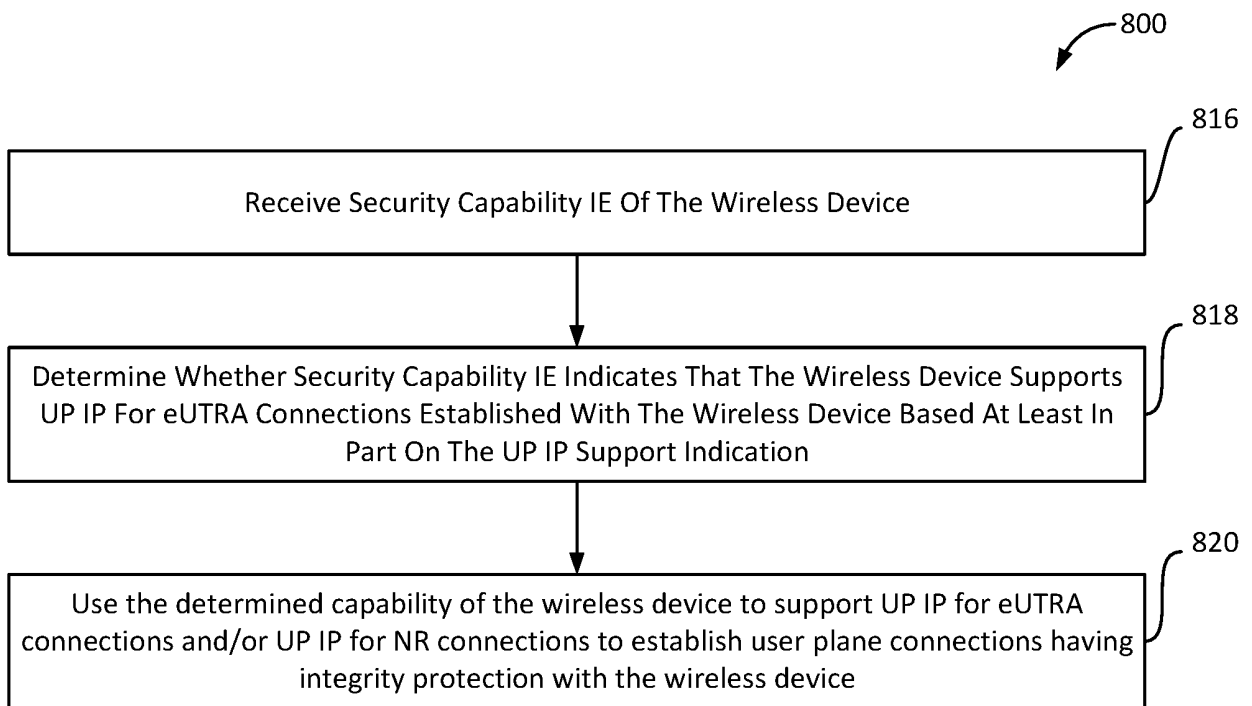 800
816
Receive Security Capability IE Of The Wireless Device
818
Determine Whether Security Capability IE Indicates That The Wireless Device Supports
UP IP For eUTRA Connections Established With The Wireless Device Based At Least In
Part On The UP IP Support Indication
820
Use the determined capability of the wireless device to support UP IP for eUTRA
connections and/or UP IP for NR connections to establish user plane connections having
integrity protection with the wireless device